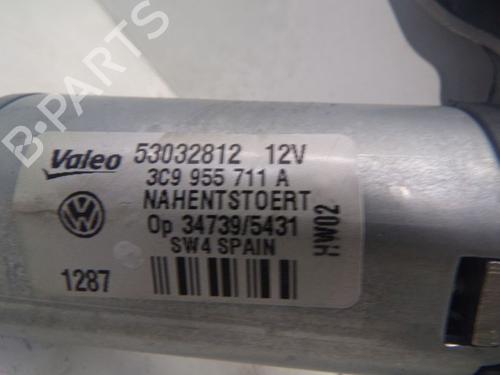 B-PARTS
Valeo 53032812 12V
3C9 955 711 A
NAHENTSTOERT
Op 34739/5431
SW4 SPAIN
1287
HW02